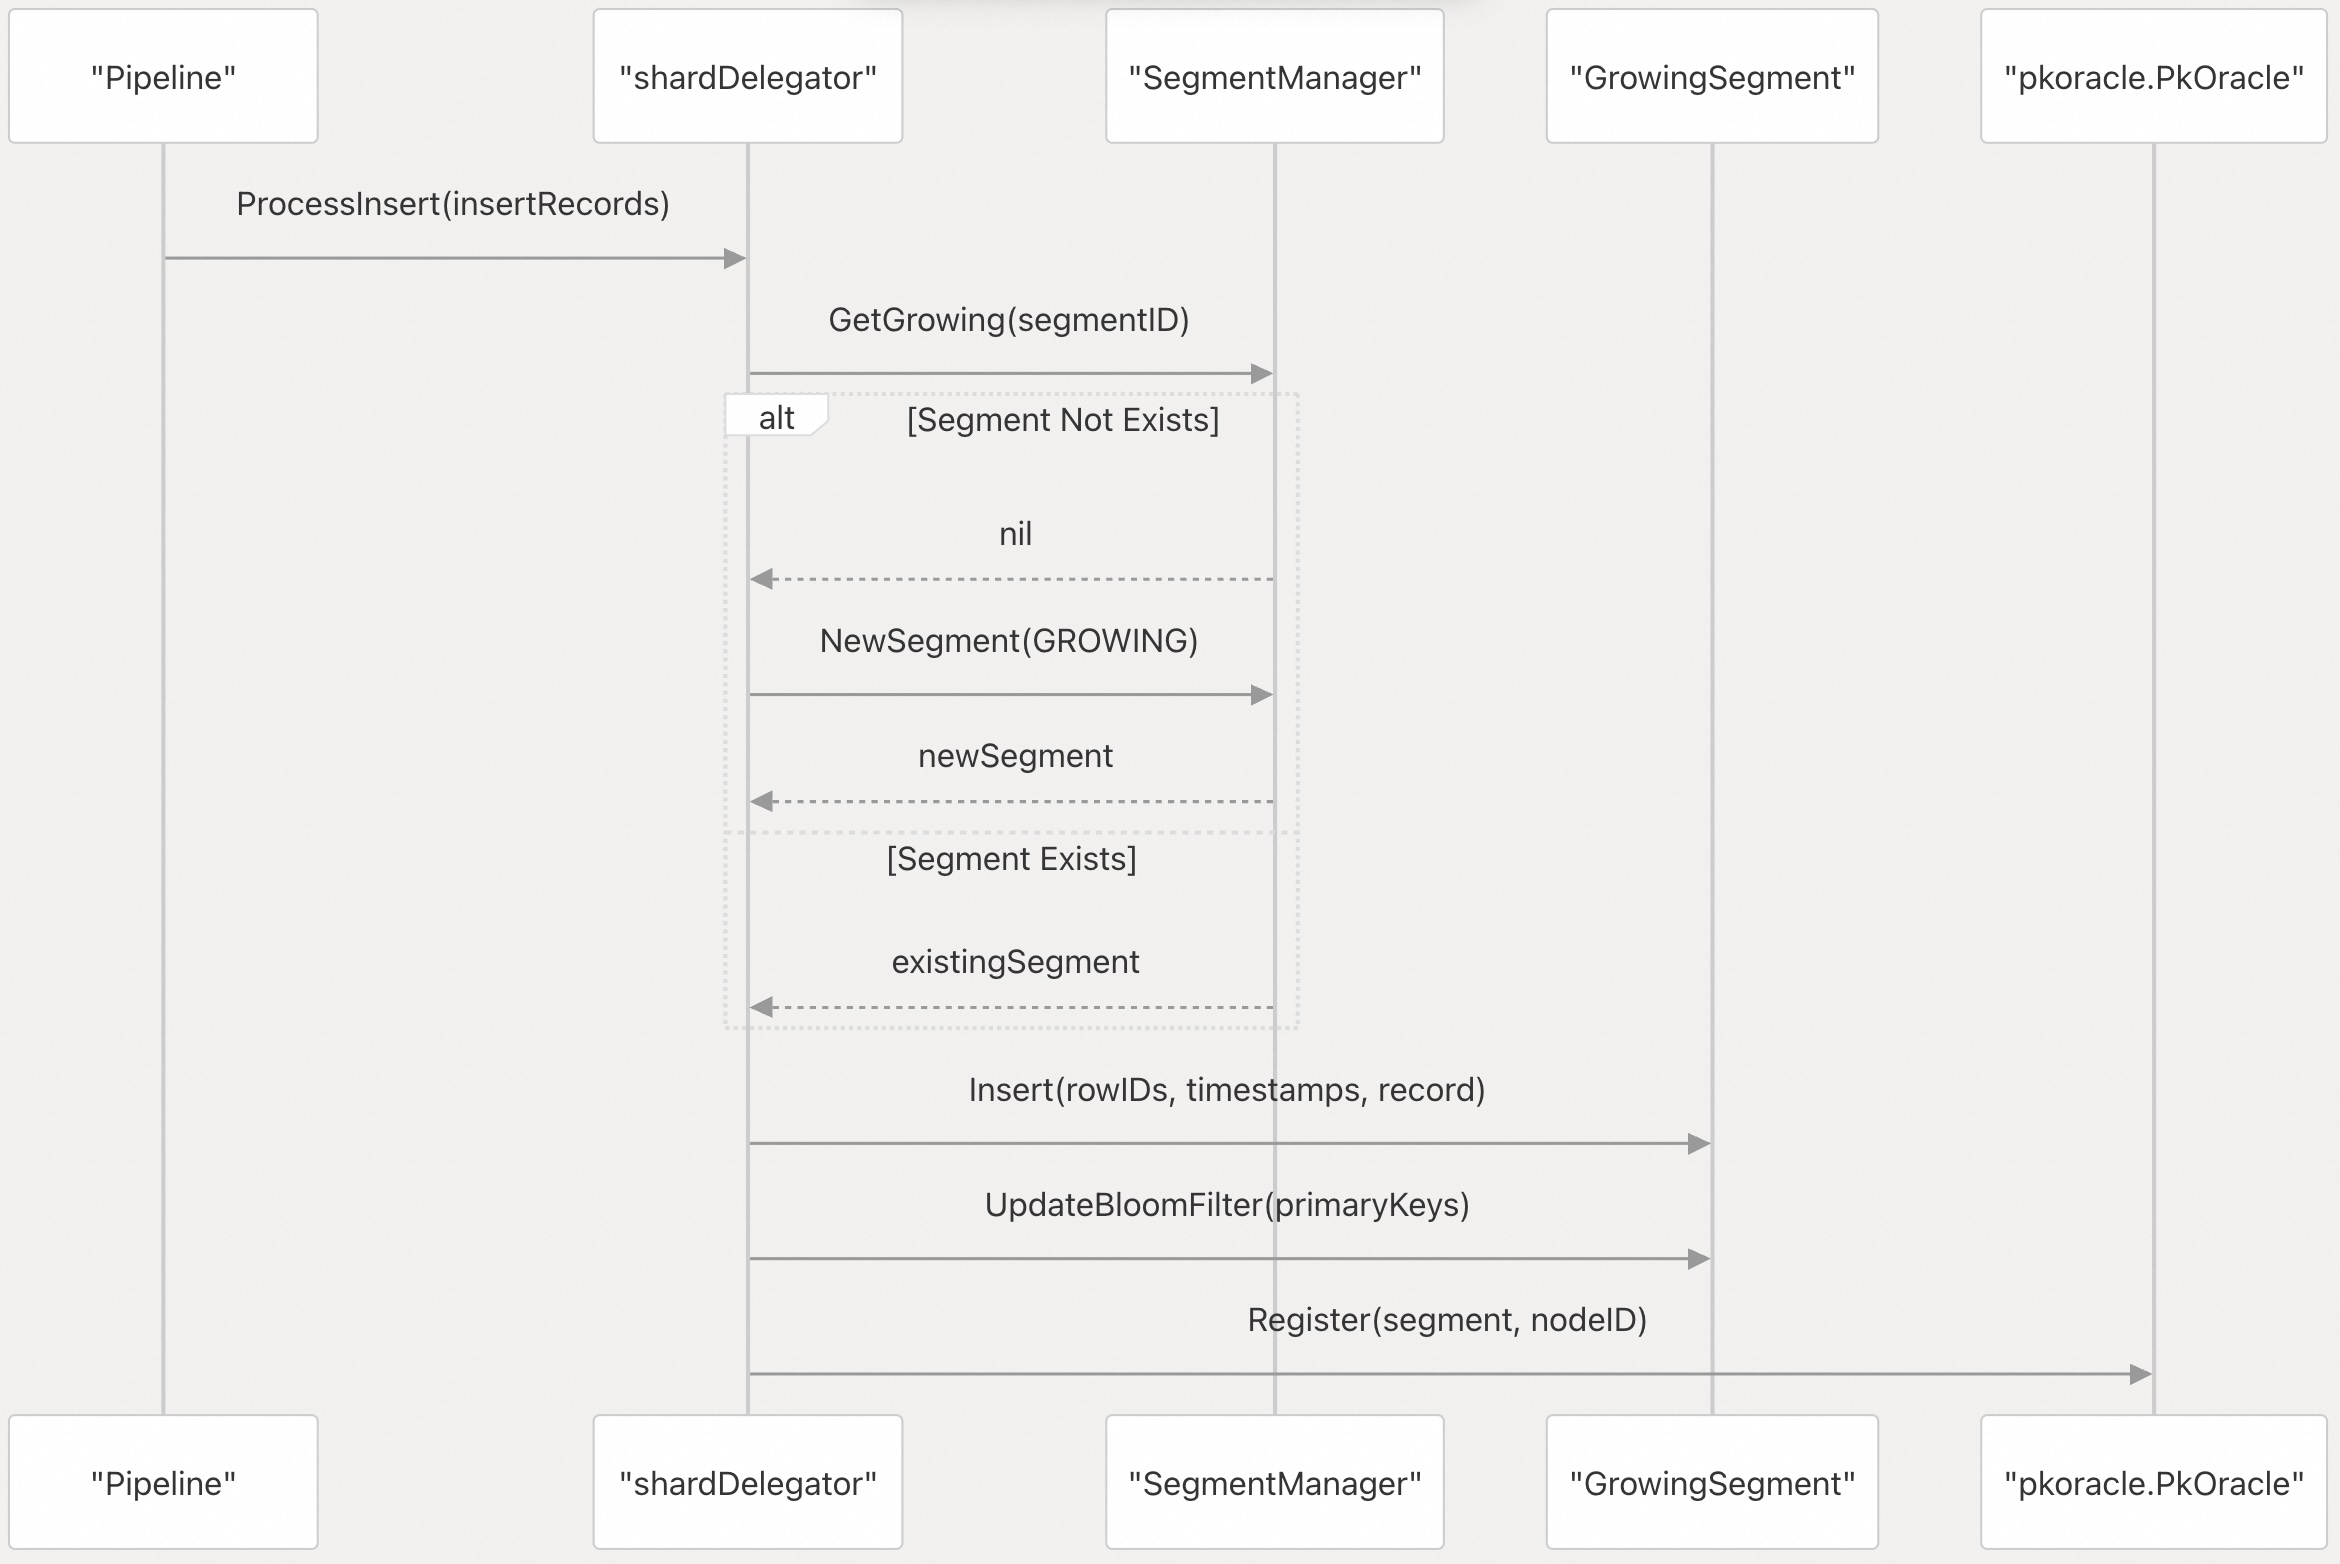 "Pipeline"
"shardDelegator"
"SegmentManager"
"GrowingSegment"
"pkoracle.PkOracle"
ProcessInsert(insertRecords)
GetGrowing(segmentID)
alt
[Segment Not Exists]
nil
NewSegment(GROWING)
newSegment
[Segment Exists]
existingSegment
Insert(rowIDs, timestamps, record)
UpdateBloomFilter(primaryKeys)
Register(segment, nodeID)
"Pipeline"
"shardDelegator"
"SegmentManager"
"GrowingSegment"
"pkoracle.PkOracle"